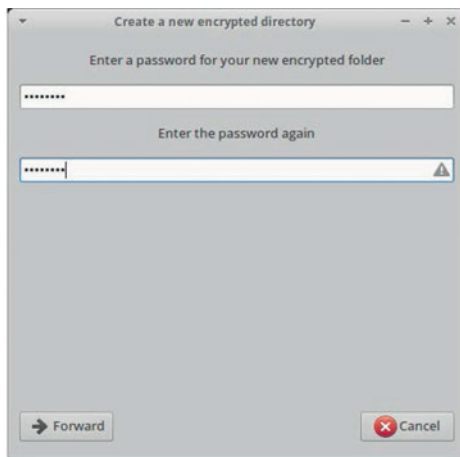 Create a new encrypted directory
Enter a password for your new encrypted folder
••••••••
Enter the password again
••••••••
Forward
Cancel